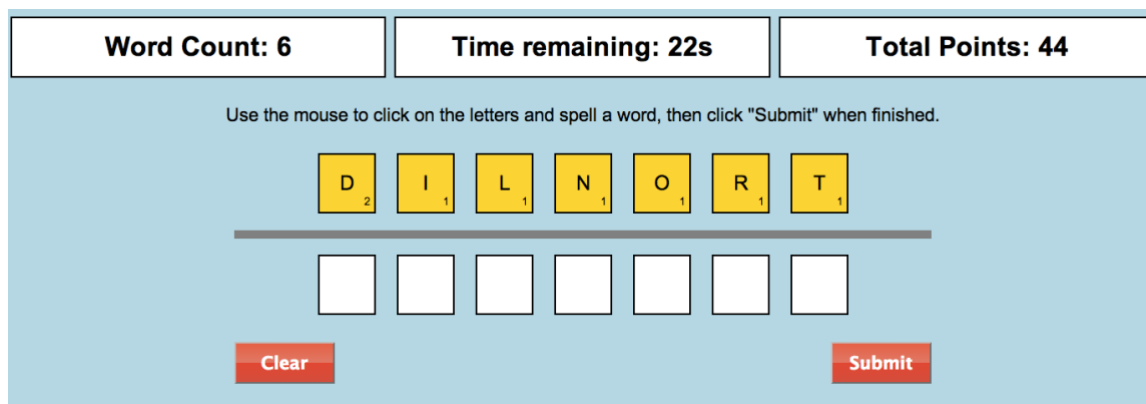 Word Count: 6 Time remaining: 22s Total Points: 44
Use the mouse to click on the letters and spell a word, then click "Submit" when finished.
D 2 I 1 L 1 N 1 O 1 R 1 T 1
Clear Submit